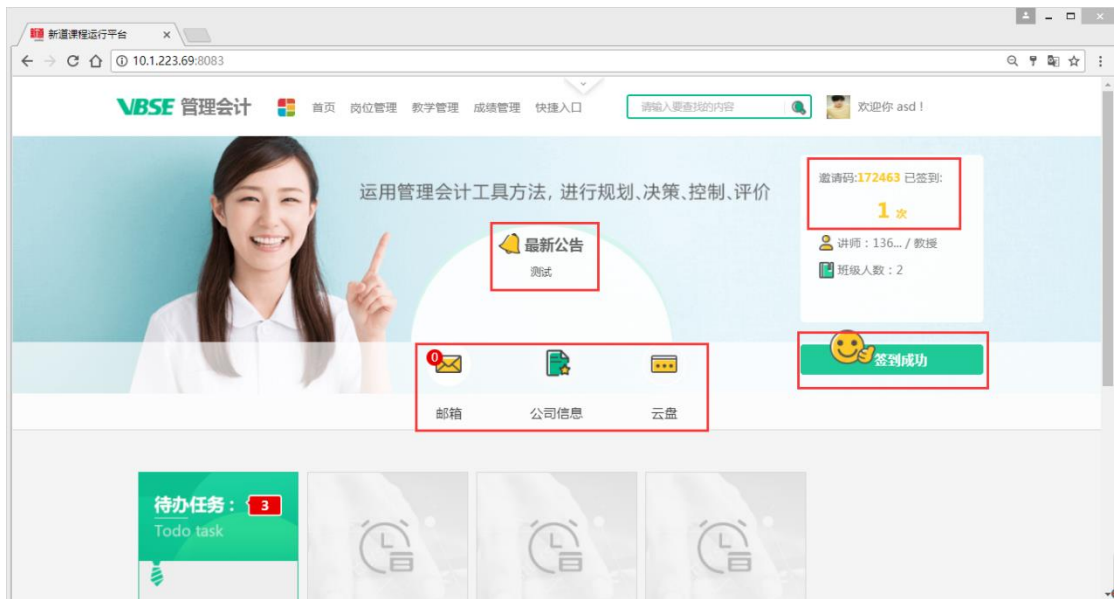 新道课程运行平台
10.1.223.69:8083
VBSE 管理会计
首页 岗位管理 教学管理 成绩管理 快捷入口
请输入要查找的内容
欢迎你 asd !
运用管理会计工具方法, 进行规划、决策、控制、评价
邀请码:172463 已签到:
1 次
最新公告
测试
讲师：136... / 教授
班级人数：2
签到成功
0
邮箱 公司信息 云盘
待办任务： 3
Todo task